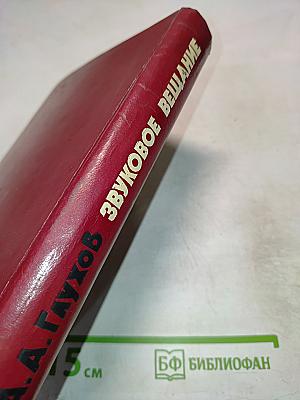 А. А. Глухов ЗВУКОВОЕ ВЕЩАНИЕ
15 см
БФ БИБЛИОФАН